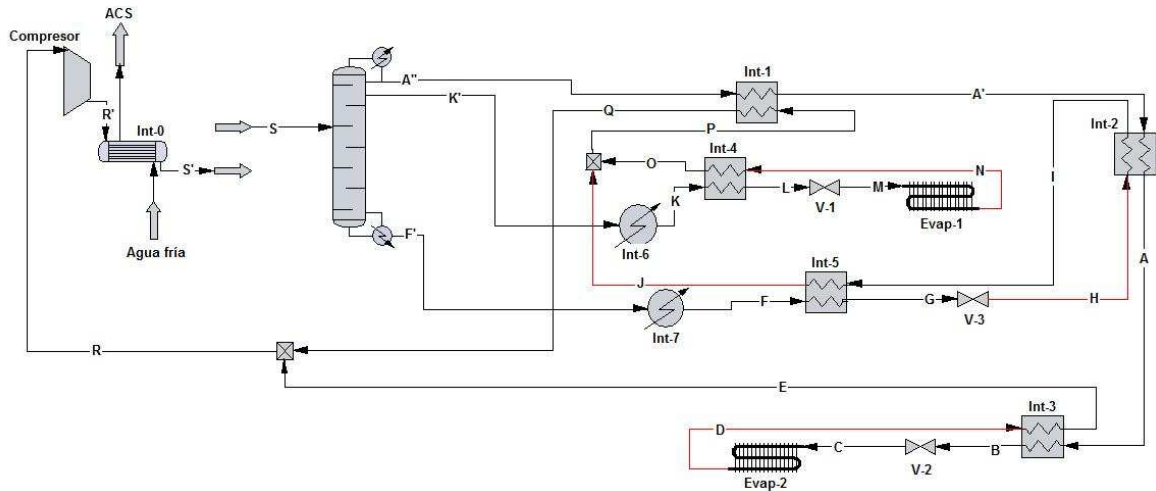 ACS
Compresor
R'
Int-0
S
S'
Agua fría
A"
K'
F'
Int-1
A'
Q
P
Int-2
Int-4
O
N
I
K
L
M
V-1
Evap-1
Int-6
A
Int-5
J
F
G
H
V-3
Int-7
R
E
Int-3
D
C
B
V-2
Evap-2